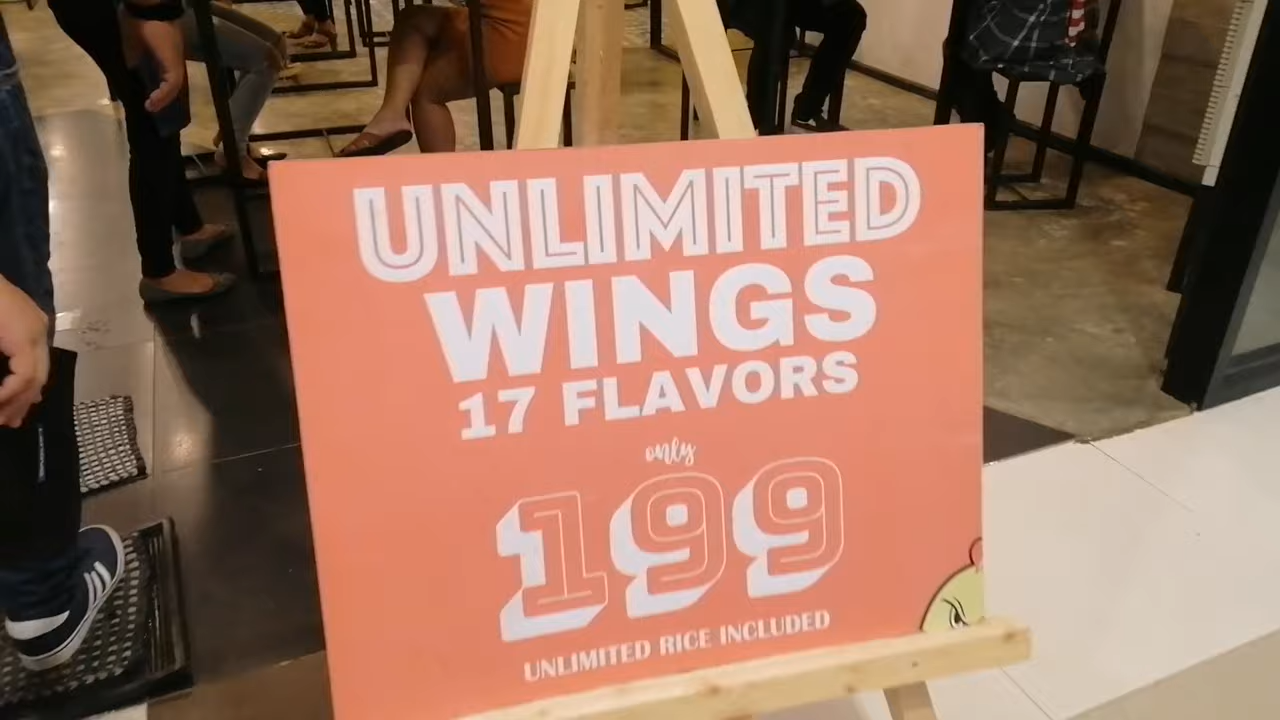 UNLIMITED
WINGS
17 FLAVORS
only
199
UNLIMITED RICE INCLUDED